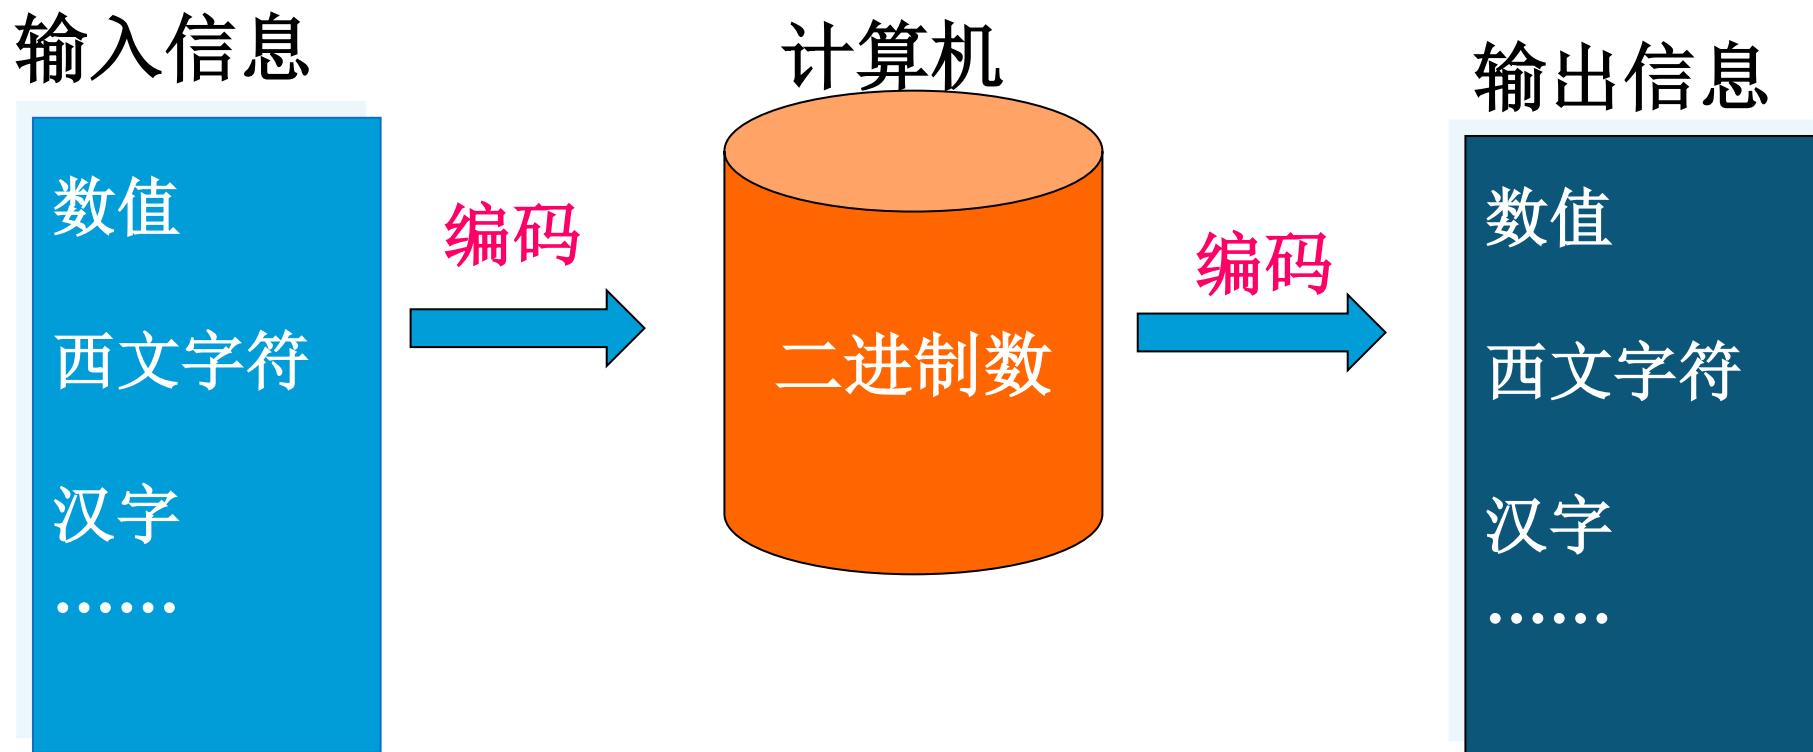 输入信息
数值
西文字符
汉字
……
编码
计算机
二进制数
编码
输出信息
数值
西文字符
汉字
……